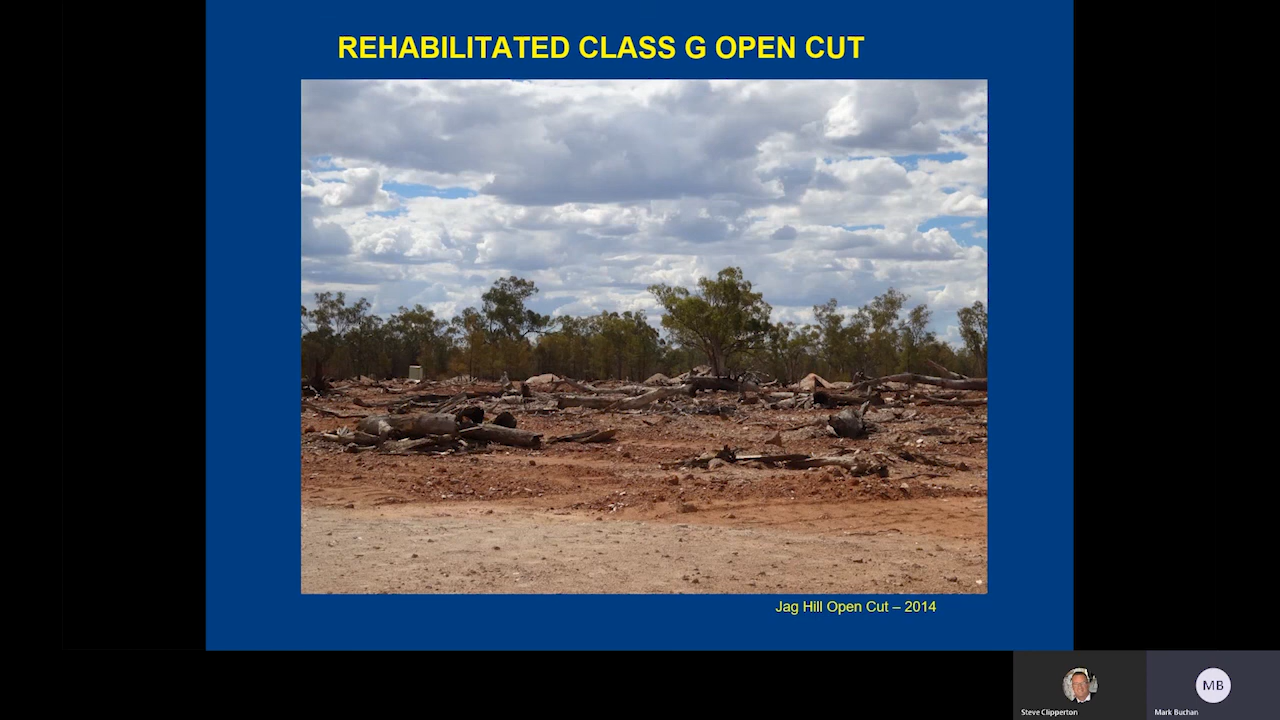 REHABILITATED CLASS G OPEN CUT
Jag Hill Open Cut – 2014
MB
Steve Clipperton
Mark Buchan